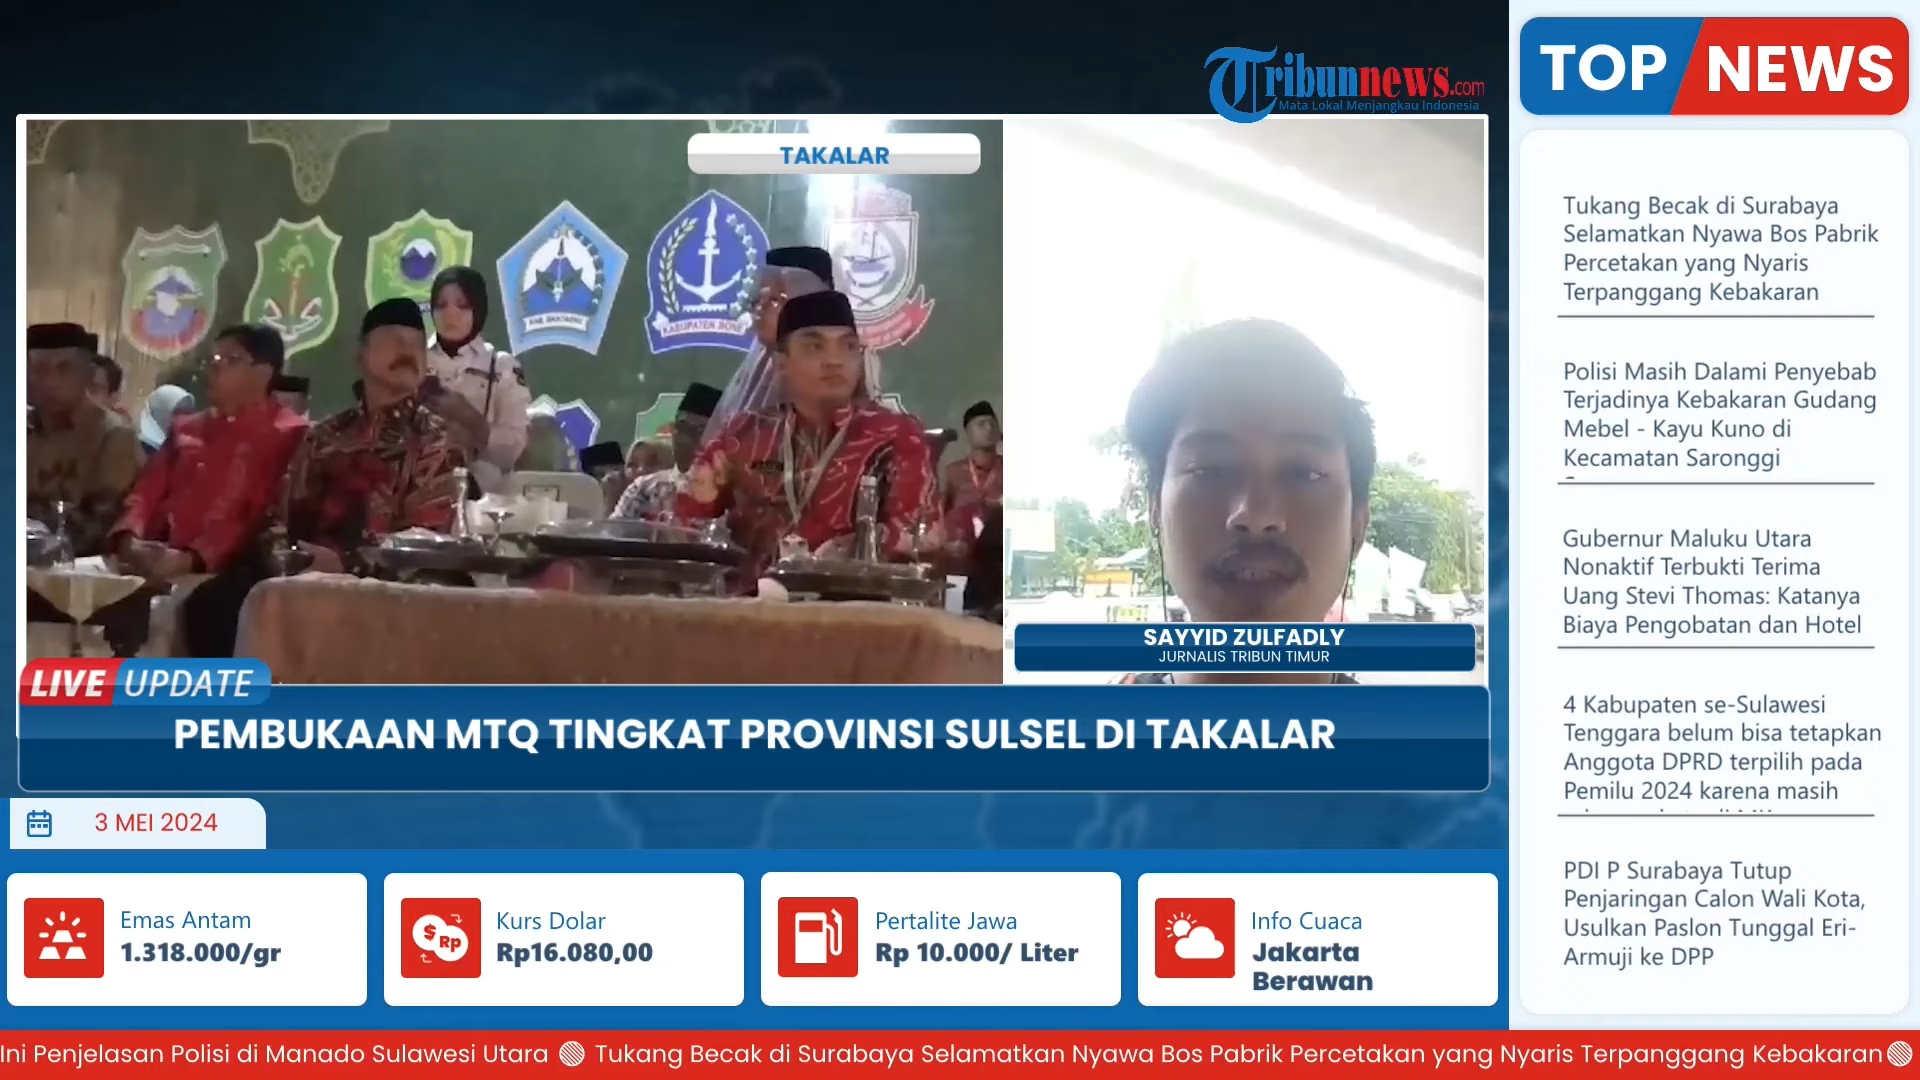 Tribunnews.com
Mata Lokal Menjangkau Indonesia
TOP NEWS
TAKALAR
KABUPATEN BONE
SAYYID ZULFADLY
JURNALIS TRIBUN TIMUR
LIVE UPDATE
PEMBUKAAN MTQ TINGKAT PROVINSI SULSEL DI TAKALAR
3 MEI 2024
Emas Antam
1.318.000/gr
Kurs Dolar
$ Rp
Rp16.080,00
Pertalite Jawa
Rp 10.000/ Liter
Info Cuaca
Jakarta
Berawan
Tukang Becak di Surabaya
Selamatkan Nyawa Bos Pabrik
Percetakan yang Nyaris
Terpanggang Kebakaran
Polisi Masih Dalami Penyebab
Terjadinya Kebakaran Gudang
Mebel - Kayu Kuno di
Kecamatan Saronggi
Gubernur Maluku Utara
Nonaktif Terbukti Terima
Uang Stevi Thomas: Katanya
Biaya Pengobatan dan Hotel
4 Kabupaten se-Sulawesi
Tenggara belum bisa tetapkan
Anggota DPRD terpilih pada
Pemilu 2024 karena masih
PDI P Surabaya Tutup
Penjaringan Calon Wali Kota,
Usulkan Paslon Tunggal Eri-
Armuji ke DPP
Ini Penjelasan Polisi di Manado Sulawesi Utara Tukang Becak di Surabaya Selamatkan Nyawa Bos Pabrik Percetakan yang Nyaris Terpanggang Kebakaran